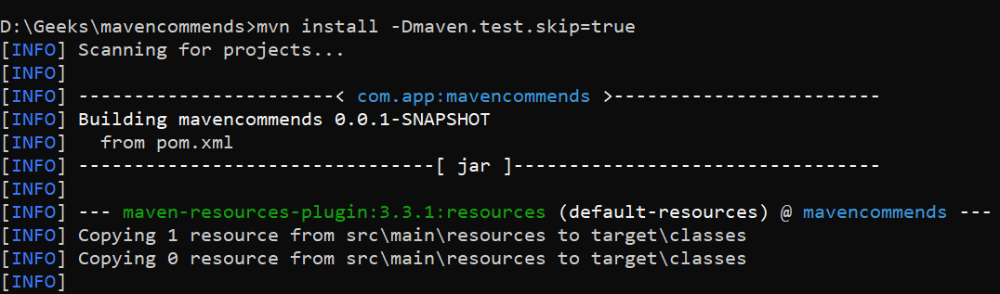 D:\Geeks\mavencommends>mvn install -Dmaven.test.skip=true
[INFO] Scanning for projects...
[INFO]
[INFO] -----------------------< com.app:mavencommends >------------------------
[INFO] Building mavencommends 0.0.1-SNAPSHOT
[INFO]   from pom.xml
[INFO] --------------------------------[ jar ]---------------------------------
[INFO]
[INFO] --- maven-resources-plugin:3.3.1:resources (default-resources) @ mavencommends ---
[INFO] Copying 1 resource from src\main\resources to target\classes
[INFO] Copying 0 resource from src\main\resources to target\classes
[INFO]